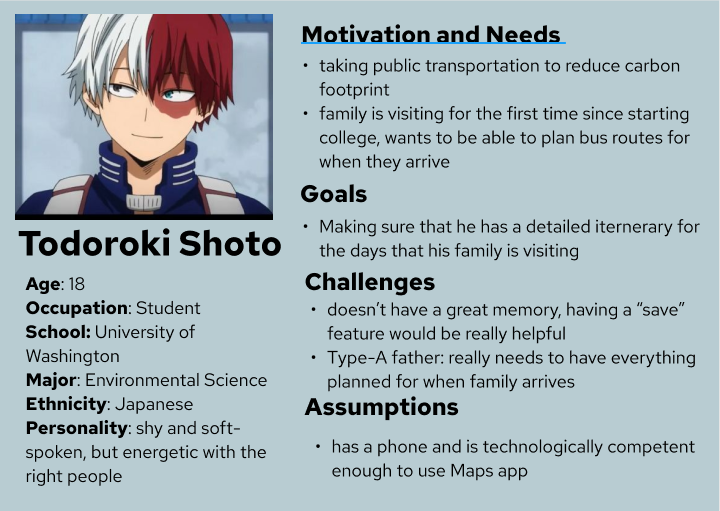 Todoroki Shoto
Age: 18
Occupation: Student
School: University of
Washington
Major: Environmental Science
Ethnicity: Japanese
Personality: shy and soft-
spoken, but energetic with the
right people
Motivation and Needs
• taking public transportation to reduce carbon
footprint
• family is visiting for the first time since starting
college, wants to be able to plan bus routes for
when they arrive
Goals
• Making sure that he has a detailed iternerary for
the days that his family is visiting
Challenges
• doesn’t have a great memory, having a “save”
feature would be really helpful
• Type-A father: really needs to have everything
planned for when family arrives
Assumptions
• has a phone and is technologically competent
enough to use Maps app